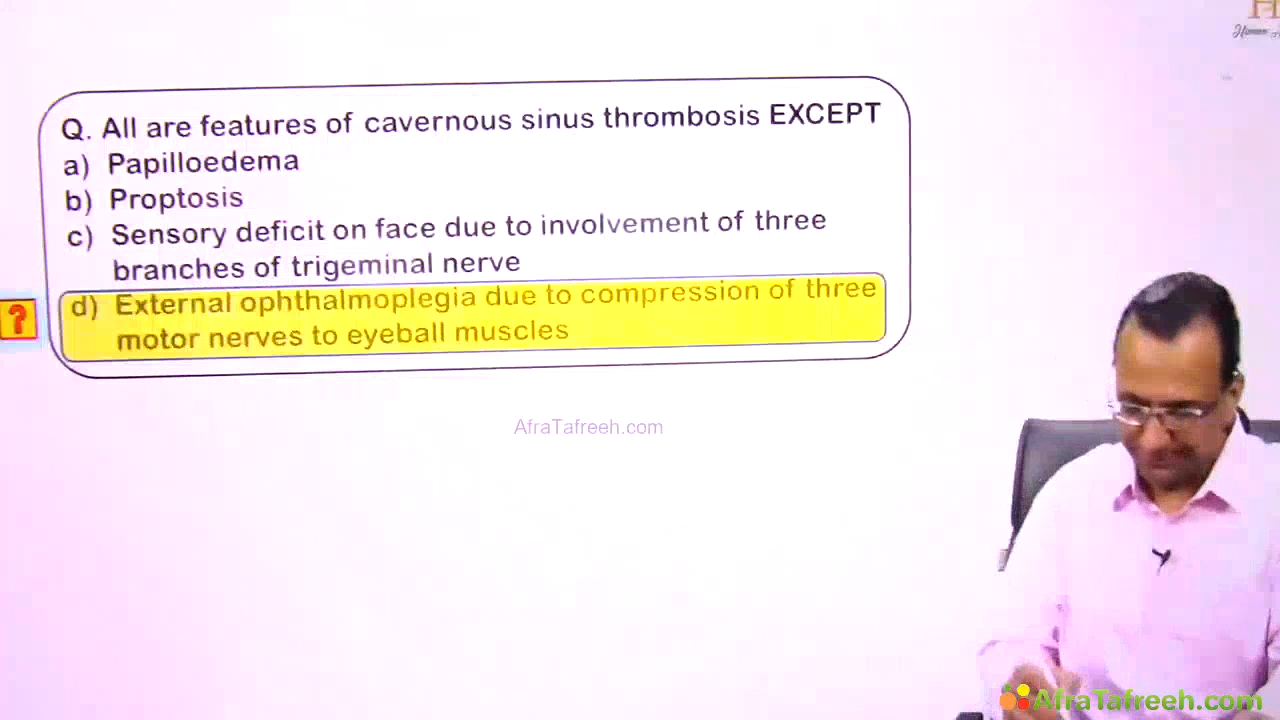 H
Human
Q. All are features of cavernous sinus thrombosis EXCEPT
a) Papilloedema
b) Proptosis
c) Sensory deficit on face due to involvement of three
branches of trigeminal nerve
?
d) External ophthalmoplegia due to compression of three
motor nerves to eyeball muscles
AfraTafreeh.com
AfraTafreeh.com